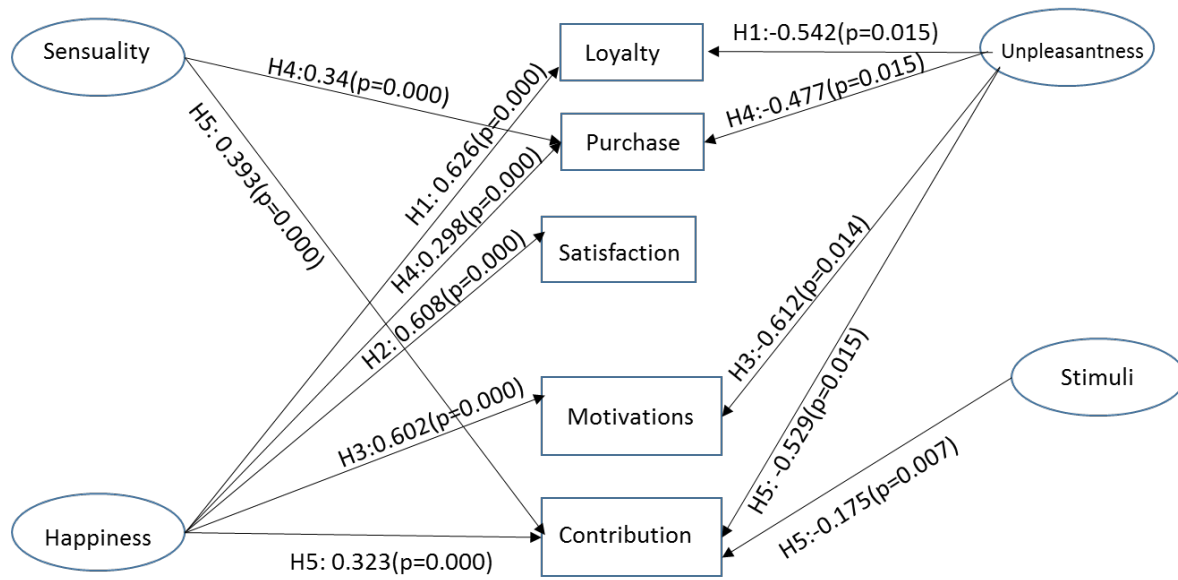 Sensuality
Loyalty
H1:-0.542(p=0.015)
Unpleasantness
H4:0.34(p=0.000)
H4:-0.477(p=0.015)
Purchase
H5: 0.393(p=0.000)
H1: 0.626(p=0.000)
H4:0.298(p=0.000)
Satisfaction
H2: 0.608(p=0.000)
H3:-0.612(p=0.014)
Stimuli
H3:0.602(p=0.000)
Motivations
H5: -0.529(p=0.015)
H5:-0.175(p=0.007)
Happiness
Contribution
H5: 0.323(p=0.000)